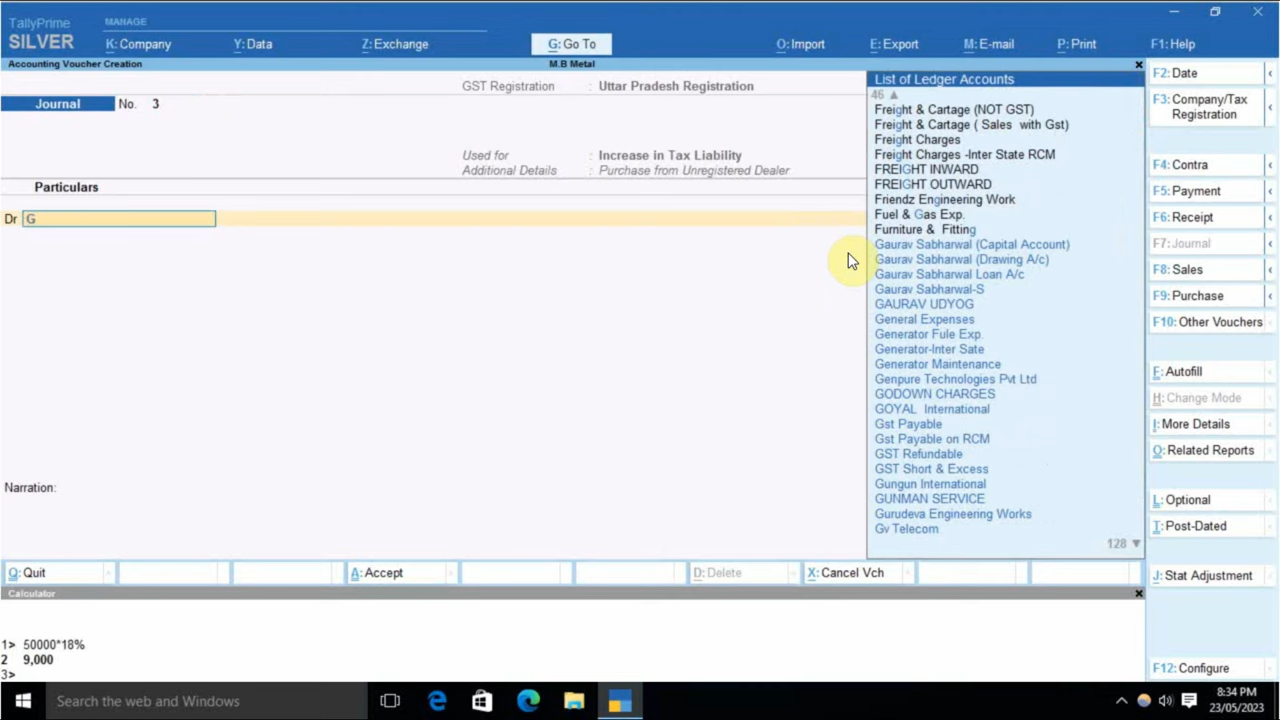 TallyPrime
SILVER
MANAGE
K: Company
Y: Data
Z: Exchange
G: Go To
O: Import
E: Export
M: E-mail
P: Print
F1: Help
Accounting Voucher Creation
M.B Metal
GST Registration : Uttar Pradesh Registration
Journal No. 3
Used for : Increase in Tax Liability
Additional Details : Purchase from Unregistered Dealer
Particulars
Dr G
Narration:
List of Ledger Accounts
46
Freight & Cartage (NOT GST)
Freight & Cartage ( Sales with Gst)
Freight Charges
Freight Charges -Inter State RCM
FREIGHT INWARD
FREIGHT OUTWARD
Friendz Engineering Work
Fuel & Gas Exp.
Furniture & Fitting
Gaurav Sabharwal (Capital Account)
Gaurav Sabharwal (Drawing A/c)
Gaurav Sabharwal Loan A/c
Gaurav Sabharwal-S
GAURAV UDYOG
General Expenses
Generator Fule Exp.
Generator-Inter Sate
Generator Maintenance
Genpure Technologies Pvt Ltd
GODOWN CHARGES
GOYAL International
Gst Payable
Gst Payable on RCM
GST Refundable
GST Short & Excess
Gungun International
GUNMAN SERVICE
Gurudeva Engineering Works
Gv Telecom
128
F2: Date
F3: Company/Tax
Registration
F4: Contra
F5: Payment
F6: Receipt
F7: Journal
F8: Sales
F9: Purchase
F10: Other Vouchers
F: Autofill
H: Change Mode
I: More Details
O: Related Reports
L: Optional
T: Post-Dated
J: Stat Adjustment
F12: Configure
Q: Quit
A: Accept
D: Delete
X: Cancel Vch
Calculator
1> 50000*18%
2 9,000
3>
Search the web and Windows
8:34 PM
23/05/2023